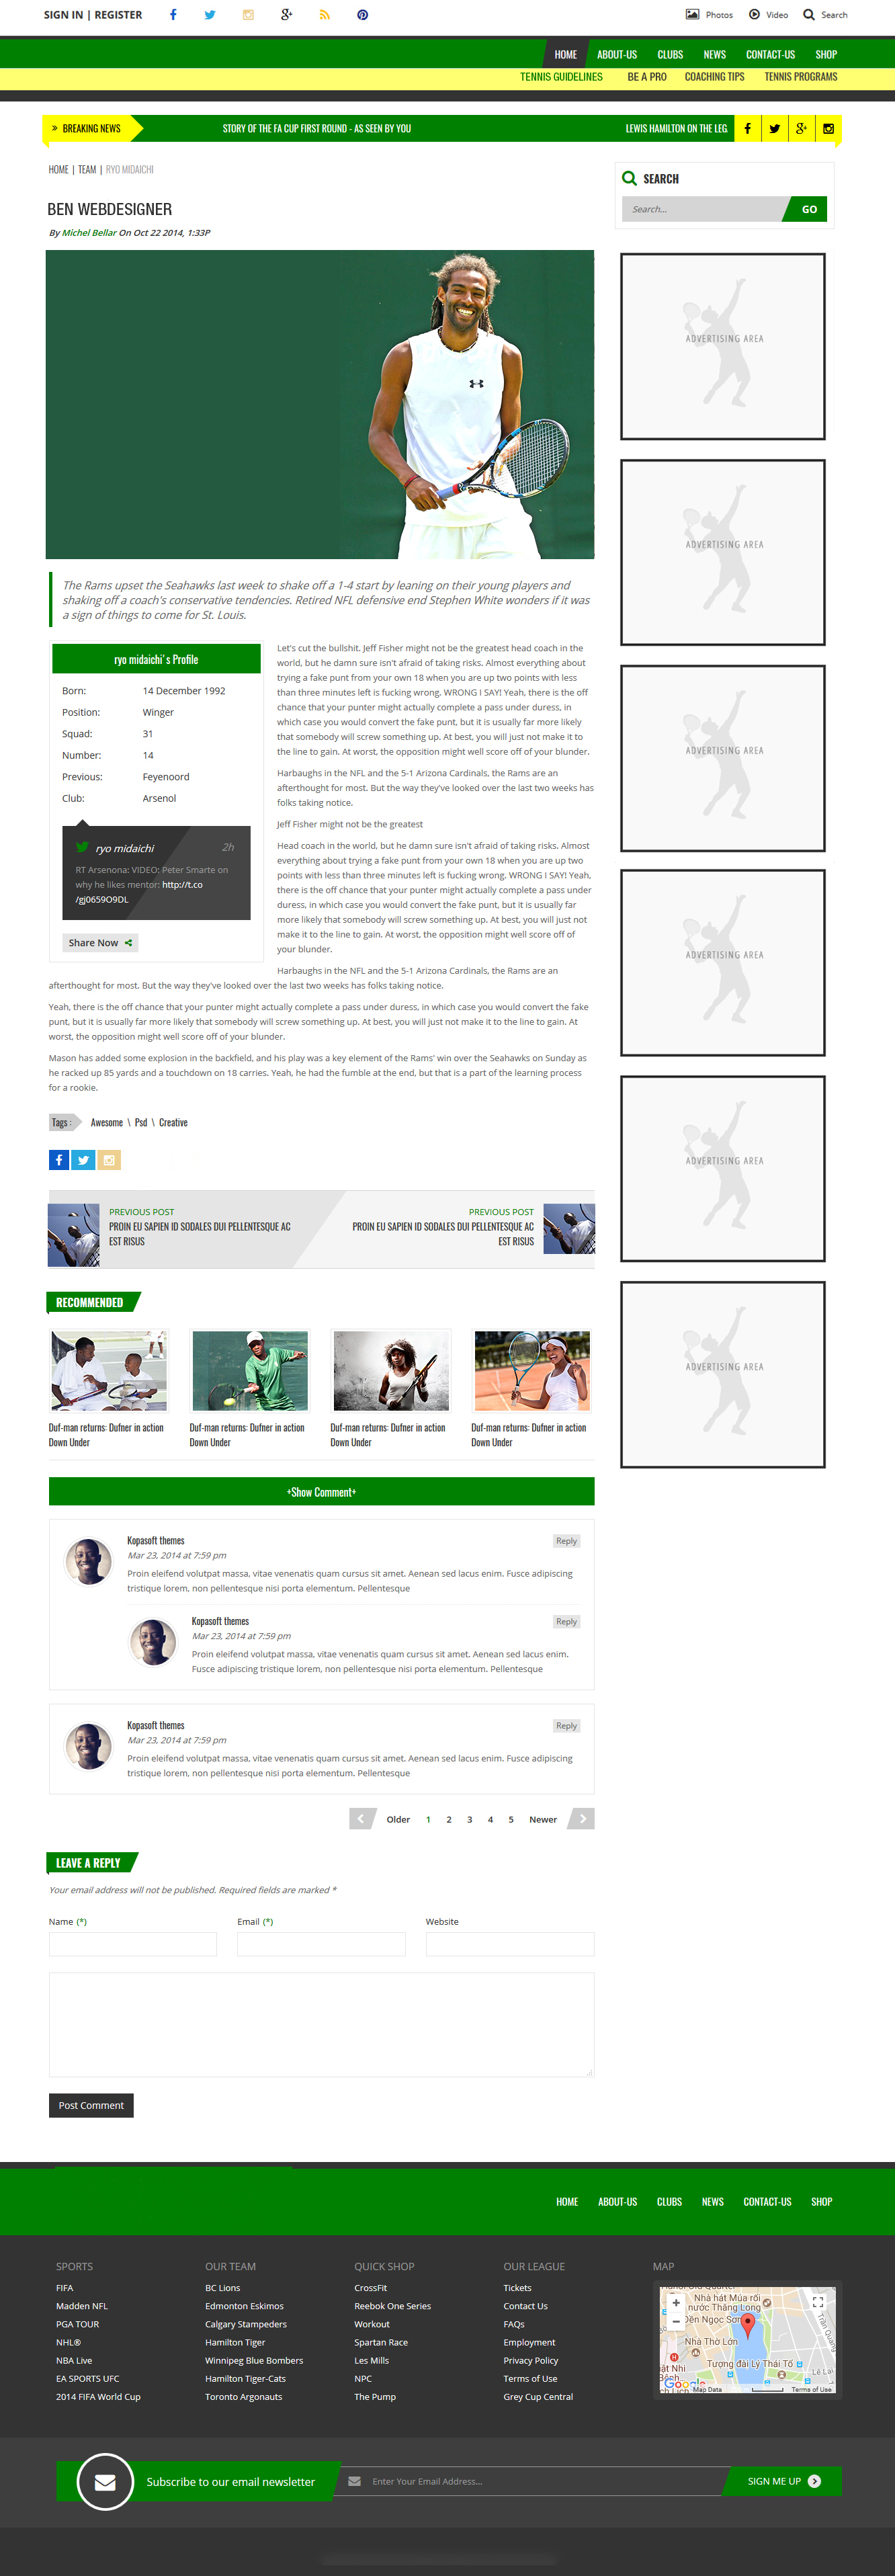 SIGN IN | REGISTER
Photos
Video
Search
HOME ABOUT-US CLUBS NEWS CONTACT-US SHOP
TENNIS GUIDELINES BE A PRO COACHING TIPS TENNIS PROGRAMS
BREAKING NEWS
STORY OF THE FA CUP FIRST ROUND - AS SEEN BY YOU
LEWIS HAMILTON ON THE LEG
HOME | TEAM | RYO MIDAICHI
BEN WEBDESIGNER
By Michel Bellar On Oct 22 2014, 1:33P
The Rams upset the Seahawks last week to shake off a 1-4 start by leaning on their young players and
shaking off a coach's conservative tendencies. Retired NFL defensive end Stephen White wonders if it was
a sign of things to come for St. Louis.
ryo midaichi's Profile
Born: 14 December 1992
Position: Winger
Squad: 31
Number: 14
Previous: Feyenoord
Club: Arsenol
ryo midaichi 2h
RT Arsenona: VIDEO: Peter Smarte on
why he likes mentor: http://t.co
/gj0659O9DL
Share Now
Let's cut the bullshit. Jeff Fisher might not be the greatest head coach in the
world, but he damn sure isn't afraid of taking risks. Almost everything about
trying a fake punt from your own 18 when you are up two points with less
than three minutes left is fucking wrong. WRONG I SAY! Yeah, there is the off
chance that your punter might actually complete a pass under duress, in
which case you would convert the fake punt, but it is usually far more likely
that somebody will screw something up. At best, you will just not make it to
the line to gain. At worst, the opposition might well score off of your blunder.
Harbaughs in the NFL and the 5-1 Arizona Cardinals, the Rams are an
afterthought for most. But the way they've looked over the last two weeks has
folks taking notice.
Jeff Fisher might not be the greatest
Head coach in the world, but he damn sure isn't afraid of taking risks. Almost
everything about trying a fake punt from your own 18 when you are up two
points with less than three minutes left is fucking wrong. WRONG I SAY! Yeah,
there is the off chance that your punter might actually complete a pass under
duress, in which case you would convert the fake punt, but it is usually far
more likely that somebody will screw something up. At best, you will just not
make it to the line to gain. At worst, the opposition might well score off of
your blunder.
Harbaughs in the NFL and the 5-1 Arizona Cardinals, the Rams are an
afterthought for most. But the way they've looked over the last two weeks has folks taking notice.
Yeah, there is the off chance that your punter might actually complete a pass under duress, in which case you would convert the fake
punt, but it is usually far more likely that somebody will screw something up. At best, you will just not make it to the line to gain. At
worst, the opposition might well score off of your blunder.
Mason has added some explosion in the backfield, and his play was a key element of the Rams' win over the Seahawks on Sunday as
he racked up 85 yards and a touchdown on 18 carries. Yeah, he had the fumble at the end, but that is a part of the learning process
for a rookie.
Tags : Awesome \ Psd \ Creative
PREVIOUS POST
PROIN EU SAPIEN ID SODALES DUI PELLENTESQUE AC
EST RISUS
PREVIOUS POST
PROIN EU SAPIEN ID SODALES DUI PELLENTESQUE AC
EST RISUS
RECOMMENDED
Duf-man returns: Dufner in action
Down Under
Duf-man returns: Dufner in action
Down Under
Duf-man returns: Dufner in action
Down Under
Duf-man returns: Dufner in action
Down Under
+Show Comment+
Kopasoft themes Reply
Mar 23, 2014 at 7:59 pm
Proin eleifend volutpat massa, vitae venenatis quam cursus sit amet. Aenean sed lacus enim. Fusce adipiscing
tristique lorem, non pellentesque nisi porta elementum. Pellentesque
Kopasoft themes Reply
Mar 23, 2014 at 7:59 pm
Proin eleifend volutpat massa, vitae venenatis quam cursus sit amet. Aenean sed lacus enim.
Fusce adipiscing tristique lorem, non pellentesque nisi porta elementum. Pellentesque
Kopasoft themes Reply
Mar 23, 2014 at 7:59 pm
Proin eleifend volutpat massa, vitae venenatis quam cursus sit amet. Aenean sed lacus enim. Fusce adipiscing
tristique lorem, non pellentesque nisi porta elementum. Pellentesque
Older 1 2 3 4 5 Newer
LEAVE A REPLY
Your email address will not be published. Required fields are marked *
Name (*)
Email (*)
Website
Post Comment
SEARCH
Search...
GO
ADVERTISING AREA
ADVERTISING AREA
ADVERTISING AREA
ADVERTISING AREA
ADVERTISING AREA
ADVERTISING AREA
HOME ABOUT-US CLUBS NEWS CONTACT-US SHOP
SPORTS
FIFA
Madden NFL
PGA TOUR
NHL®
NBA Live
EA SPORTS UFC
2014 FIFA World Cup
OUR TEAM
BC Lions
Edmonton Eskimos
Calgary Stampeders
Hamilton Tiger
Winnipeg Blue Bombers
Hamilton Tiger-Cats
Toronto Argonauts
QUICK SHOP
CrossFit
Reebok One Series
Workout
Spartan Race
Les Mills
NPC
The Pump
OUR LEAGUE
Tickets
Contact Us
FAQs
Employment
Privacy Policy
Terms of Use
Grey Cup Central
MAP
Nhà hát Múa rối
nước Thăng Long
Đền Ngọc Sơn
Nhà Thờ Lớn
Tượng đài Lý Thái Tổ
Trần Quang
Google
Map Data
Terms of Use
Subscribe to our email newsletter
Enter Your Email Address...
SIGN ME UP